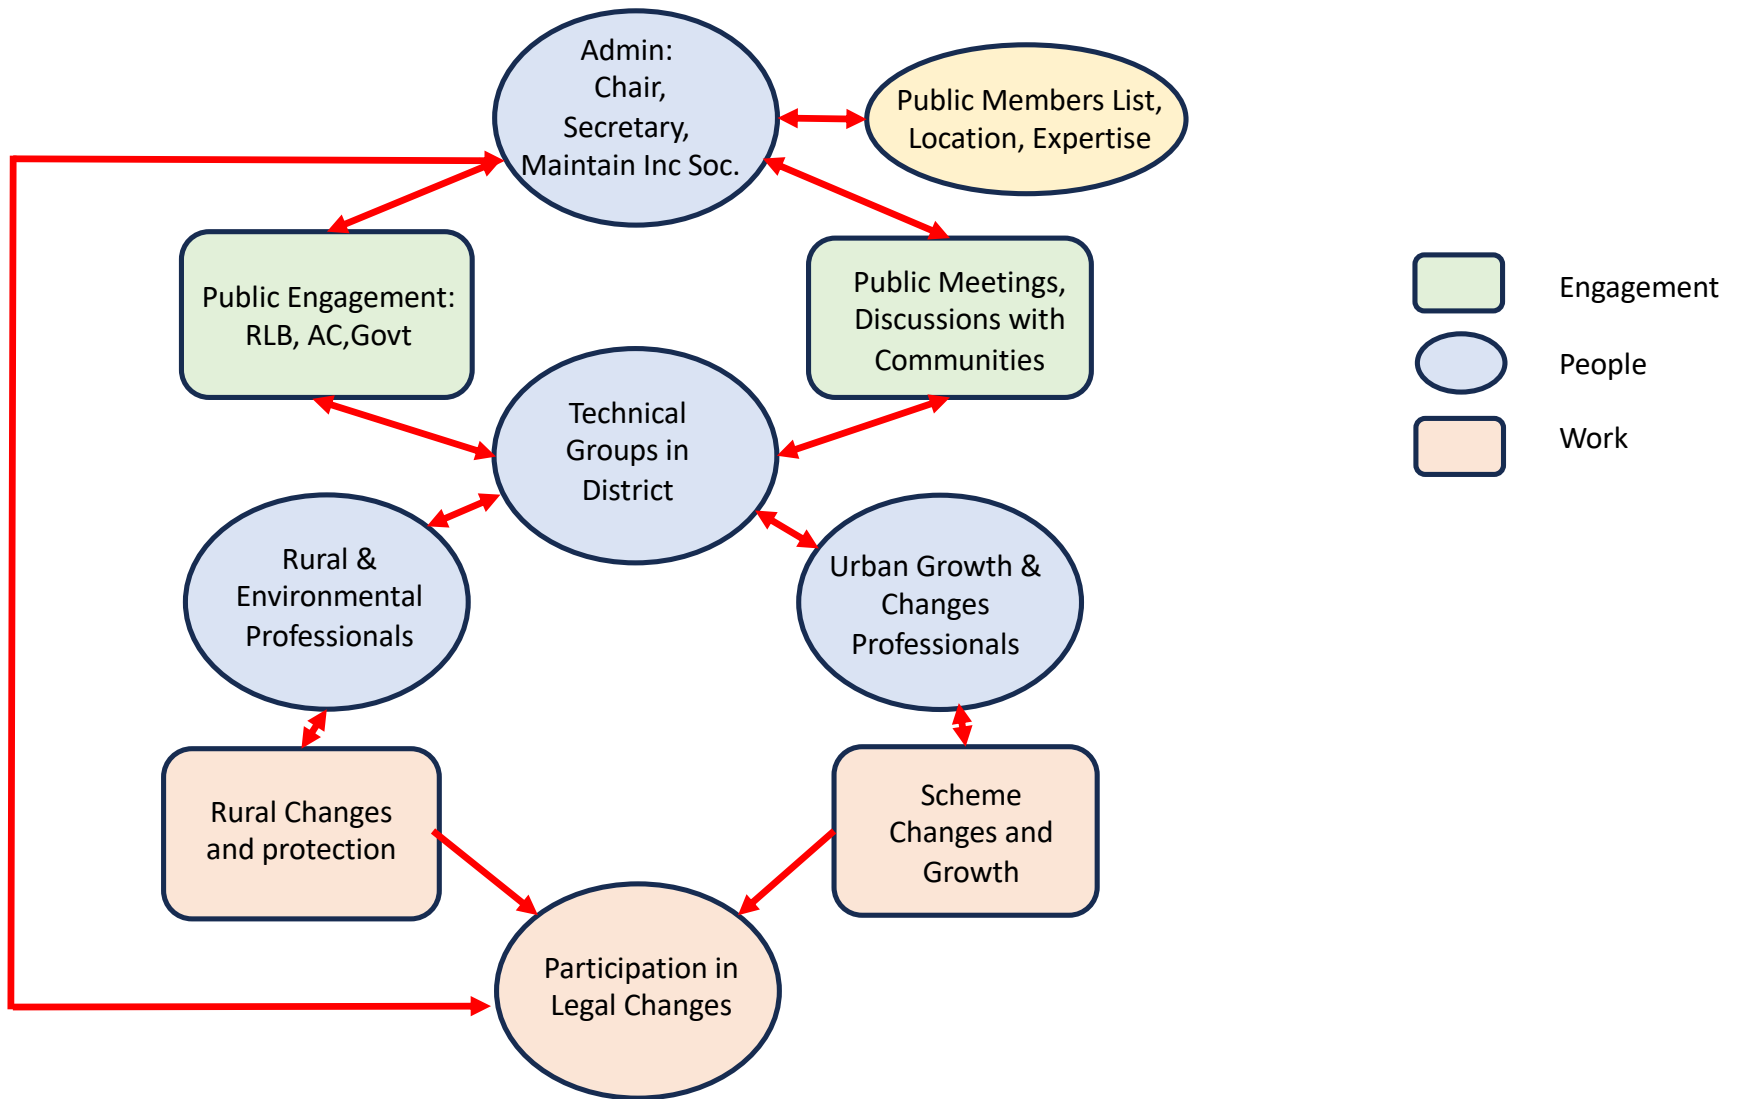 Admin:
Chair,
Secretary,
Maintain Inc Soc.
Public Members List,
Location, Expertise
Public Engagement:
RLB, AC,Govt
Public Meetings,
Discussions with
Communities
Engagement
People
Work
Technical
Groups in
District
Rural &
Environmental
Professionals
Urban Growth &
Changes
Professionals
Rural Changes
and protection
Scheme
Changes and
Growth
Participation in
Legal Changes